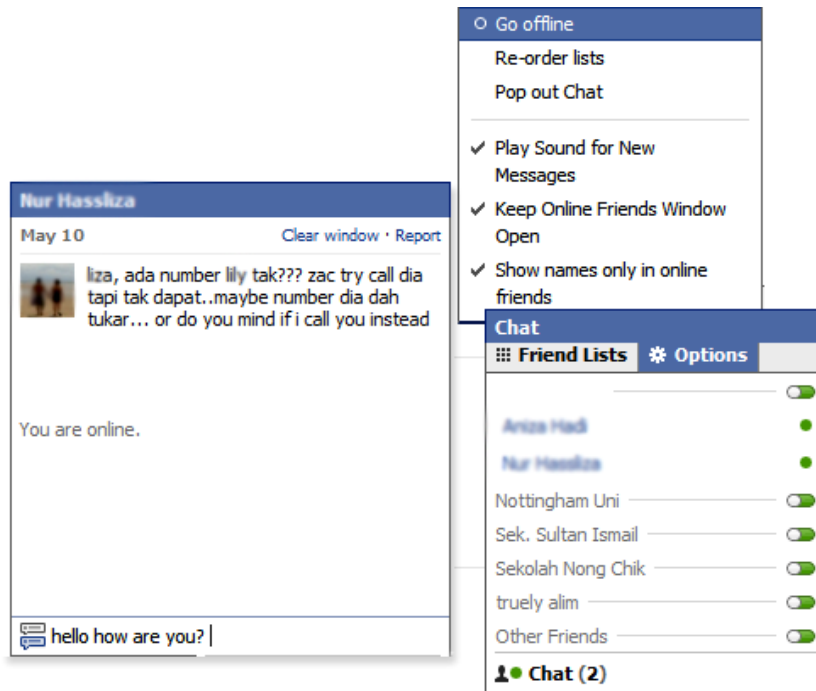 Go offline
Re-order lists
Pop out Chat
Play Sound for New
Messages
Keep Online Friends Window
Open
Show names only in online
friends
Nur Hassliza
May 10
Clear window · Report
liza, ada number lily tak??? zac try call dia
tapi tak dapat..maybe number dia dah
tukar... or do you mind if i call you instead
You are online.
hello how are you?
Chat
Friend Lists
Options
Aniza Hadi
Nur Hassliza
Nottingham Uni
Sek. Sultan Ismail
Sekolah Nong Chik
truely alim
Other Friends
Chat (2)